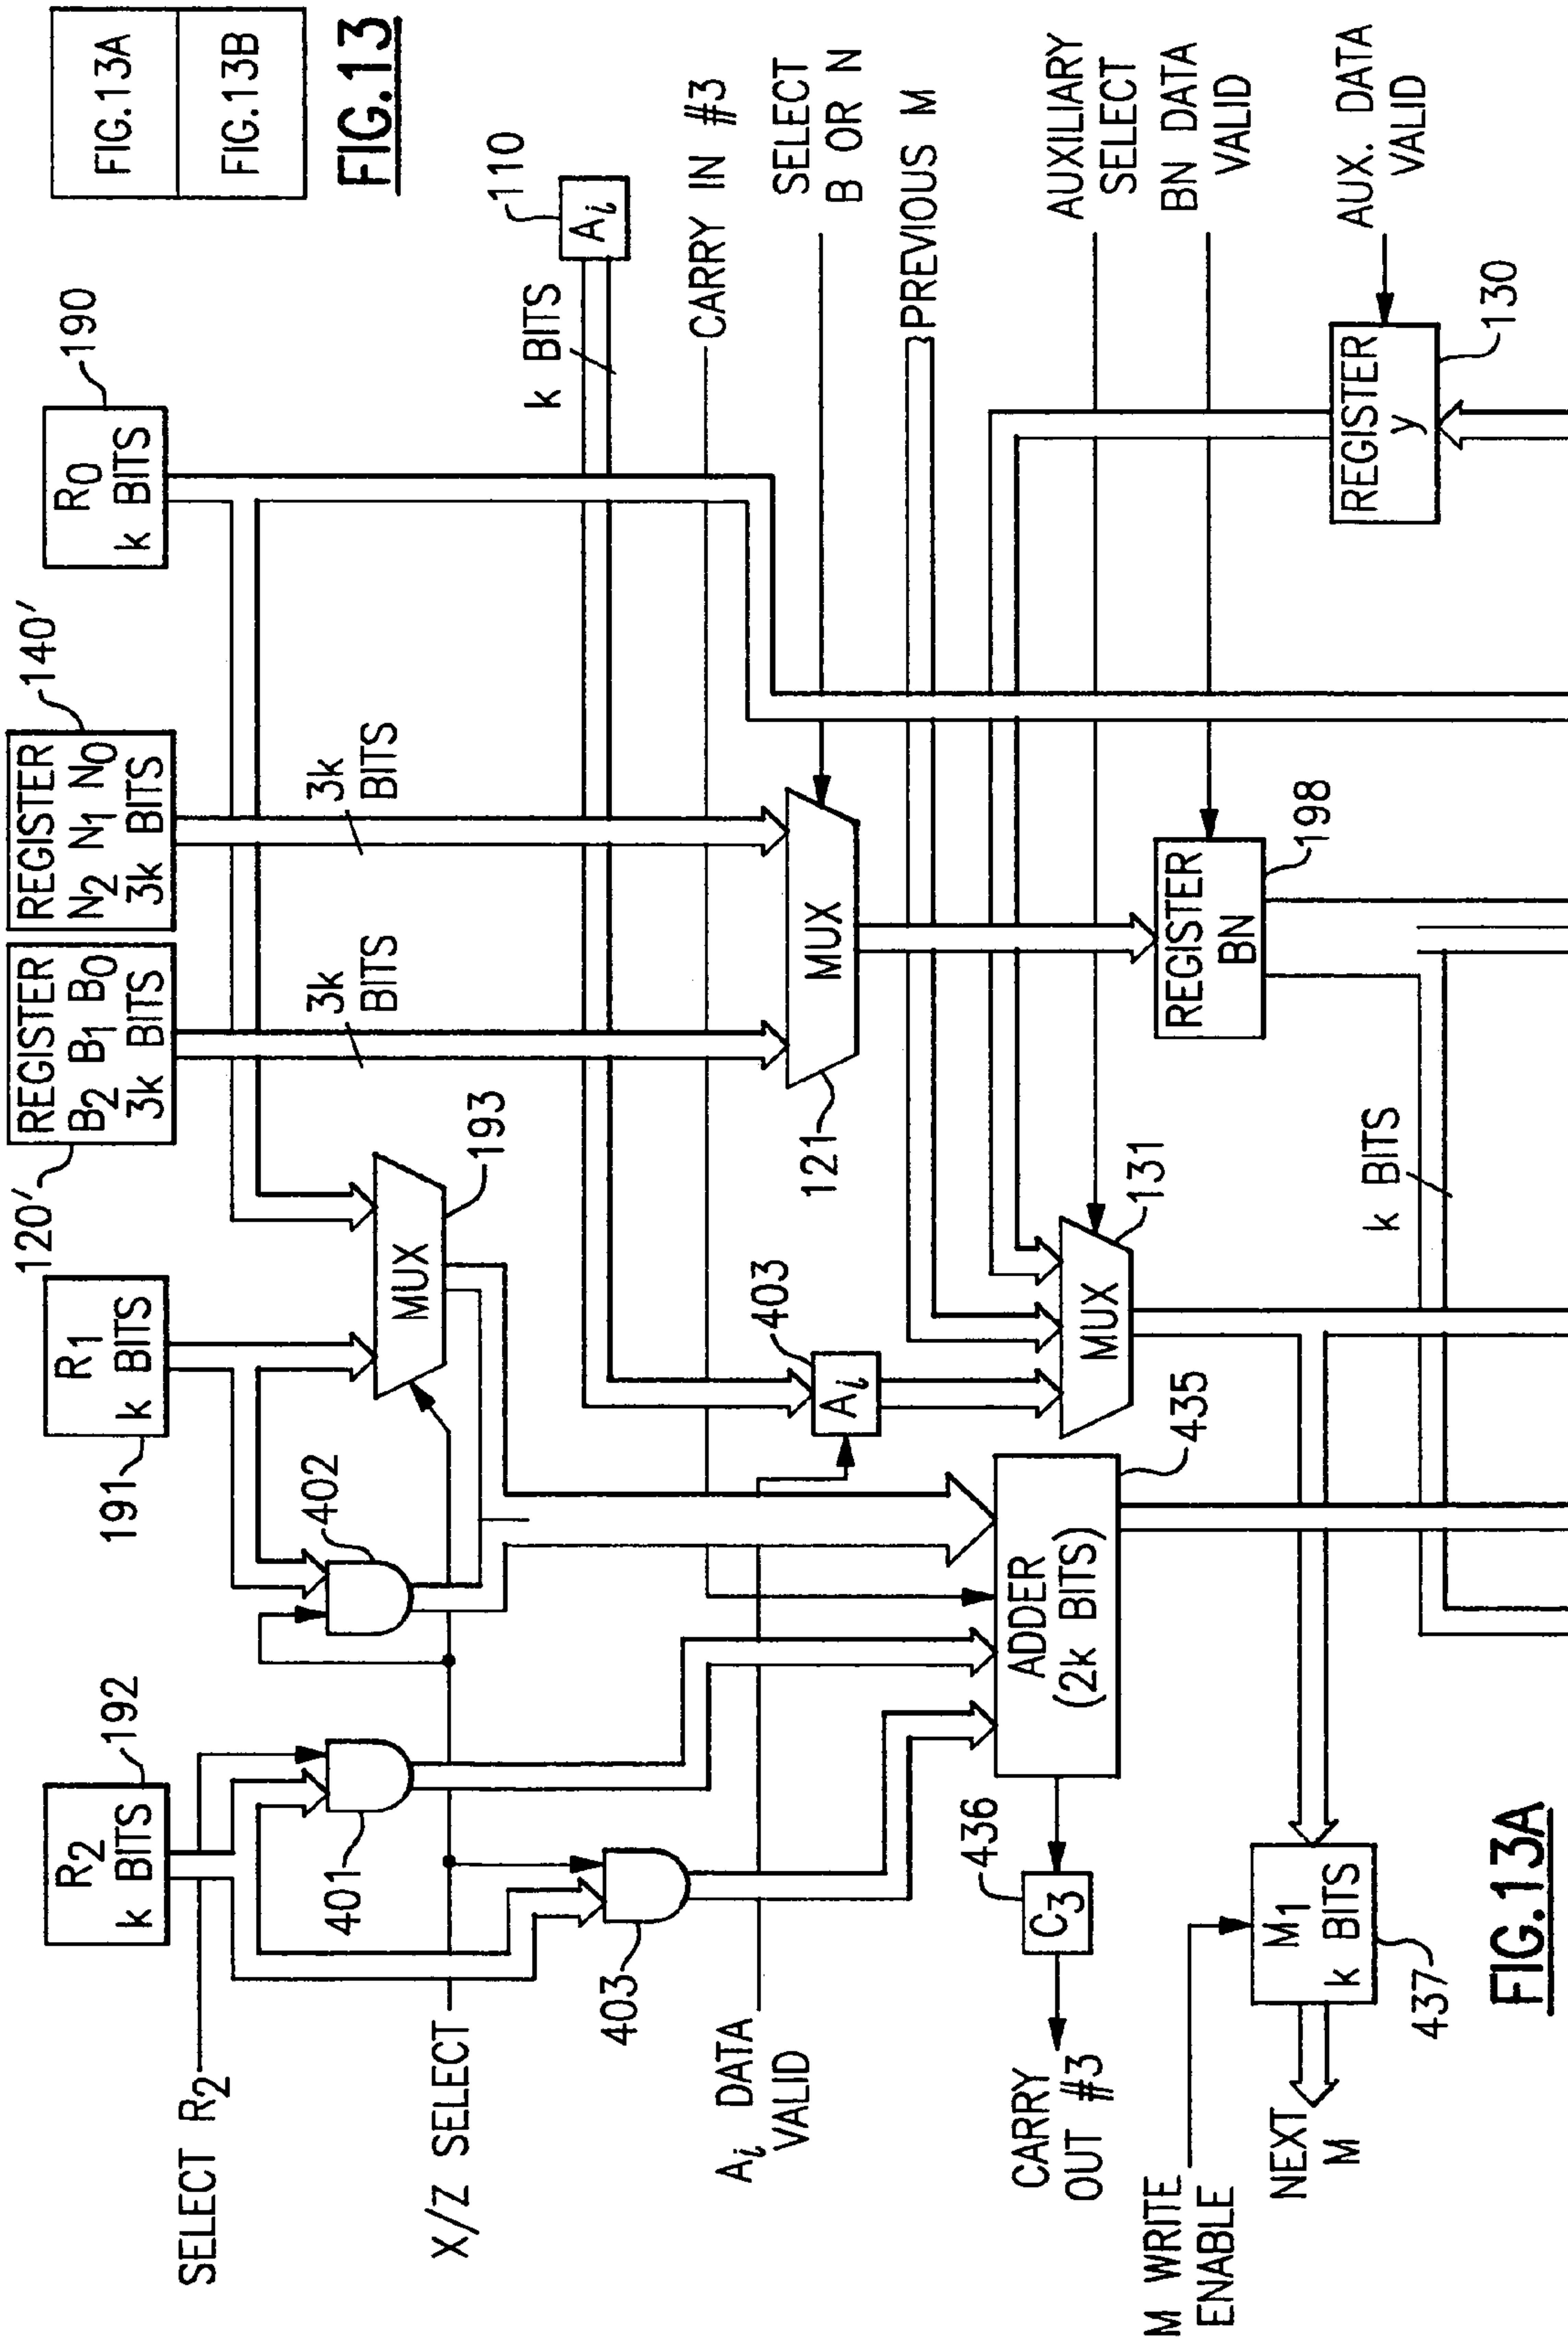 FIG.13A
FIG.13B
FIG.13
R2
k BITS
192
R1
k BITS
191
120'
REGISTER
B2 B1 B0
3k BITS
REGISTER
N2 N1 N0
3k BITS
140'
R0
k BITS
190
SELECT R2
401
402
MUX
193
3k
BITS
3k
BITS
k BITS
Ai
110
X/Z SELECT
403
CARRY IN #3
Ai DATA
VALID
403
Ai
MUX
121
SELECT
B OR N
PREVIOUS M
CARRY
OUT #3
C3
436
ADDER
(2k BITS)
435
MUX
131
AUXILIARY
SELECT
REGISTER
BN
198
BN DATA
VALID
M WRITE
ENABLE
NEXT
M
M1
k BITS
437
k BITS
REGISTER
y
130
AUX. DATA
VALID
FIG.13A